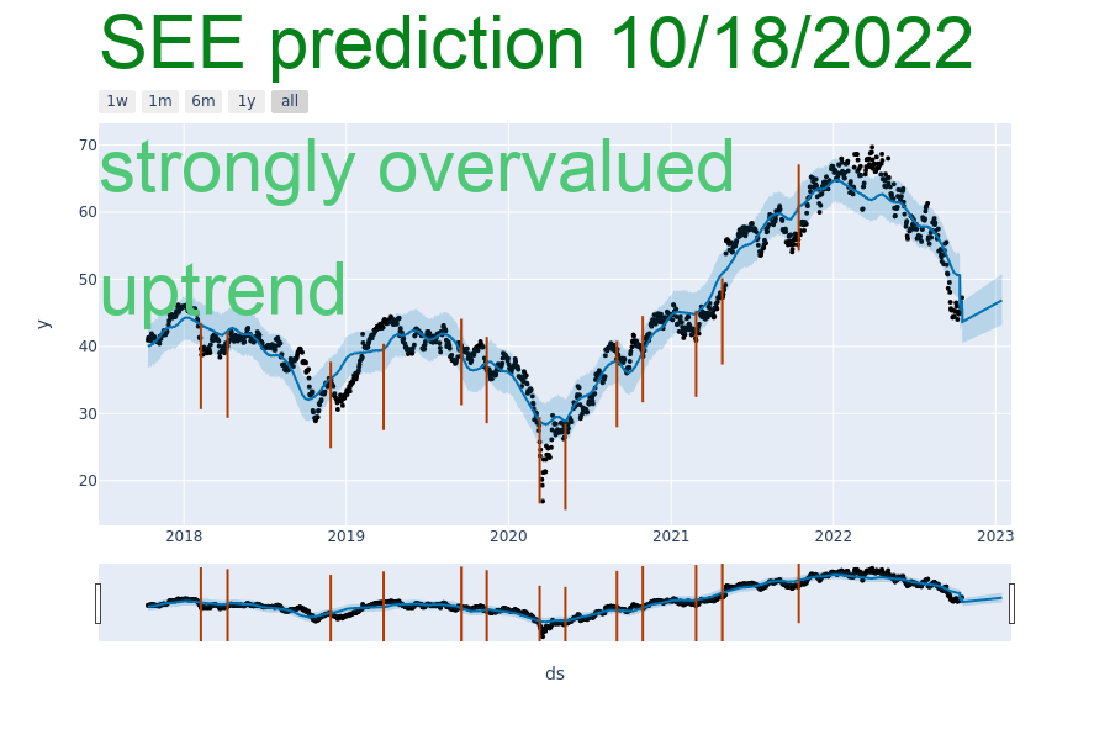 SEE prediction 10/18/2022
1w 1m 6m 1y all
strongly overvalued
uptrend
70
60
50
40
30
20
y
2018 2019 2020 2021 2022 2023
ds